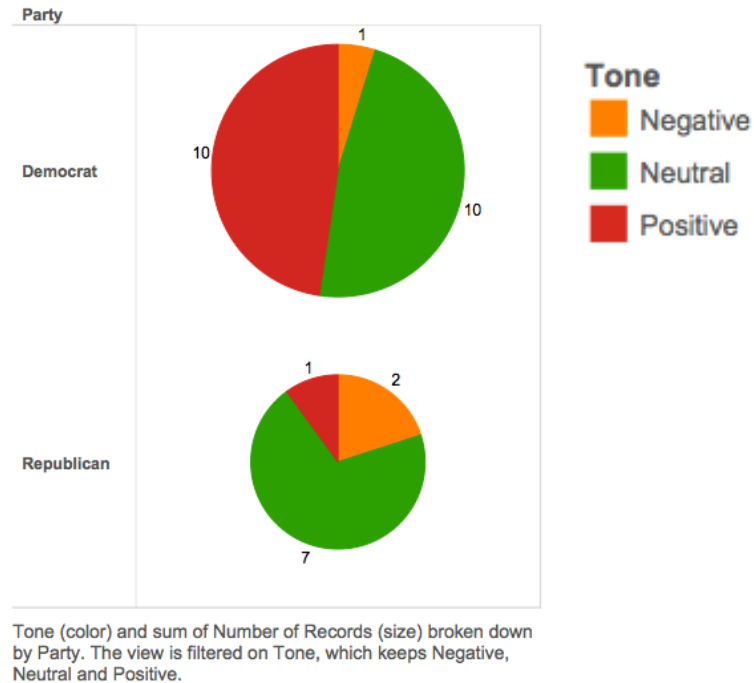 Party
1
Democrat
10
10
Tone
Negative
Neutral
Positive
1
2
Republican
7
Tone (color) and sum of Number of Records (size) broken down
by Party. The view is filtered on Tone, which keeps Negative,
Neutral and Positive.